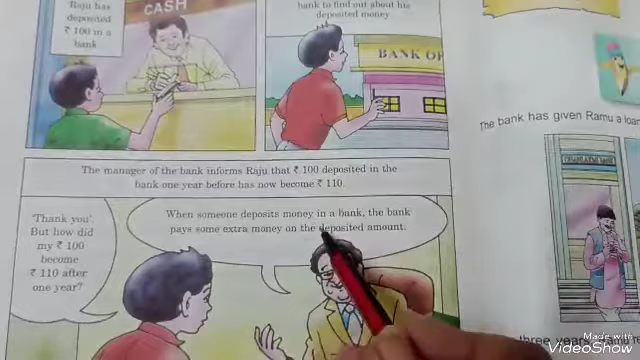 Raju has
deposited
₹ 100 in a
bank
CASH
bank to find out about his
deposited money
BANK OF
The bank has given Ramu a loan
The manager of the bank informs Raju that ₹ 100 deposited in the
bank one year before has now become ₹ 110.
'Thank you'.
But how did
my ₹ 100
become
₹ 110 after
one year?
When someone deposits money in a bank, the bank
pays some extra money on the deposited amount.
three years, Ramu
Made with
VideoShow